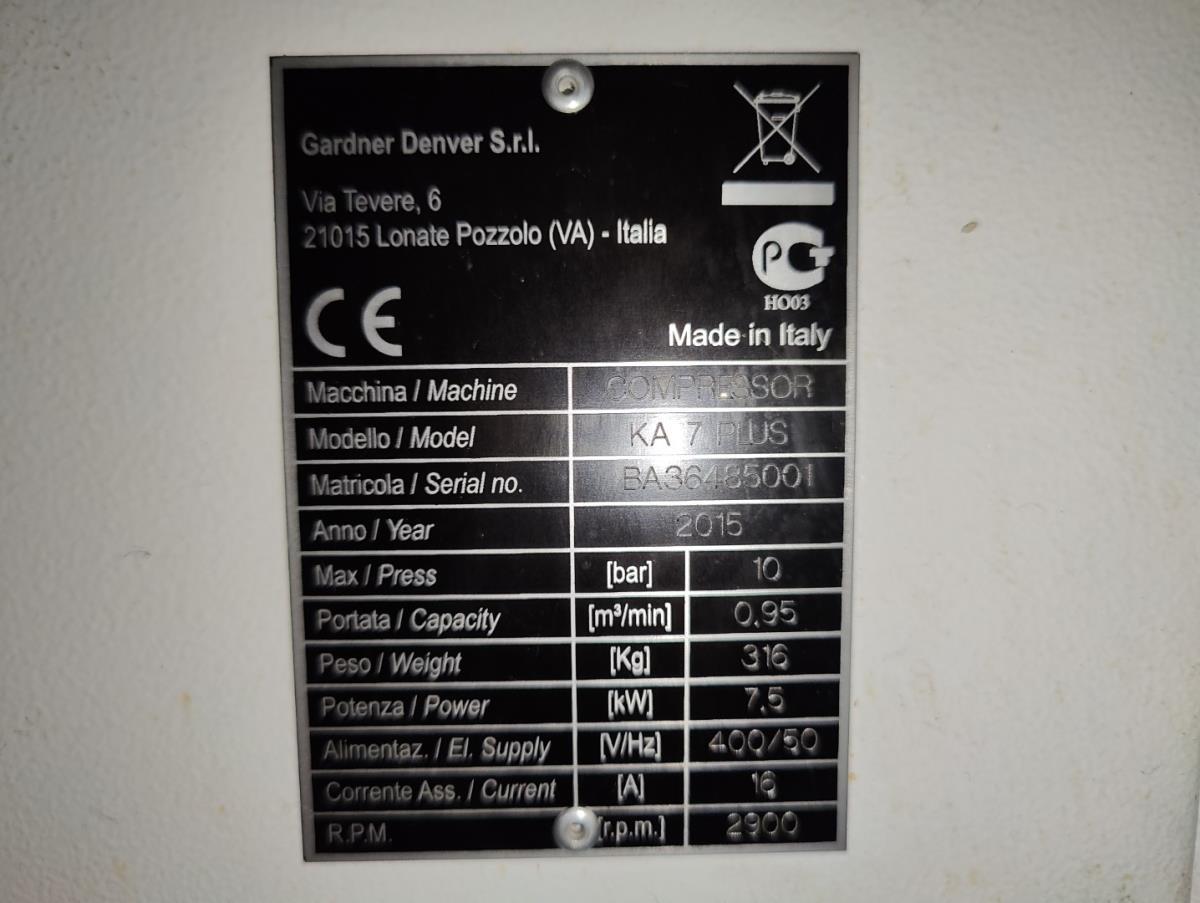 Gardner Denver S.r.l.
Via Tevere, 6
21015 Lonate Pozzolo (VA) - Italia
HO03
CE
Made in Italy
Macchina / Machine COMPRESSOR
Modello / Model KA 7 PLUS
Matricola / Serial no. BA36485001
Anno / Year 2015
Max / Press [bar] 10
Portata / Capacity [m³/min] 0,95
Peso / Weight [Kg] 316
Potenza / Power [kW] 7,5
Alimentaz. / El. Supply [V/Hz] 400/50
Corrente Ass. / Current [A] 16
R.P.M. [r.p.m.] 2900